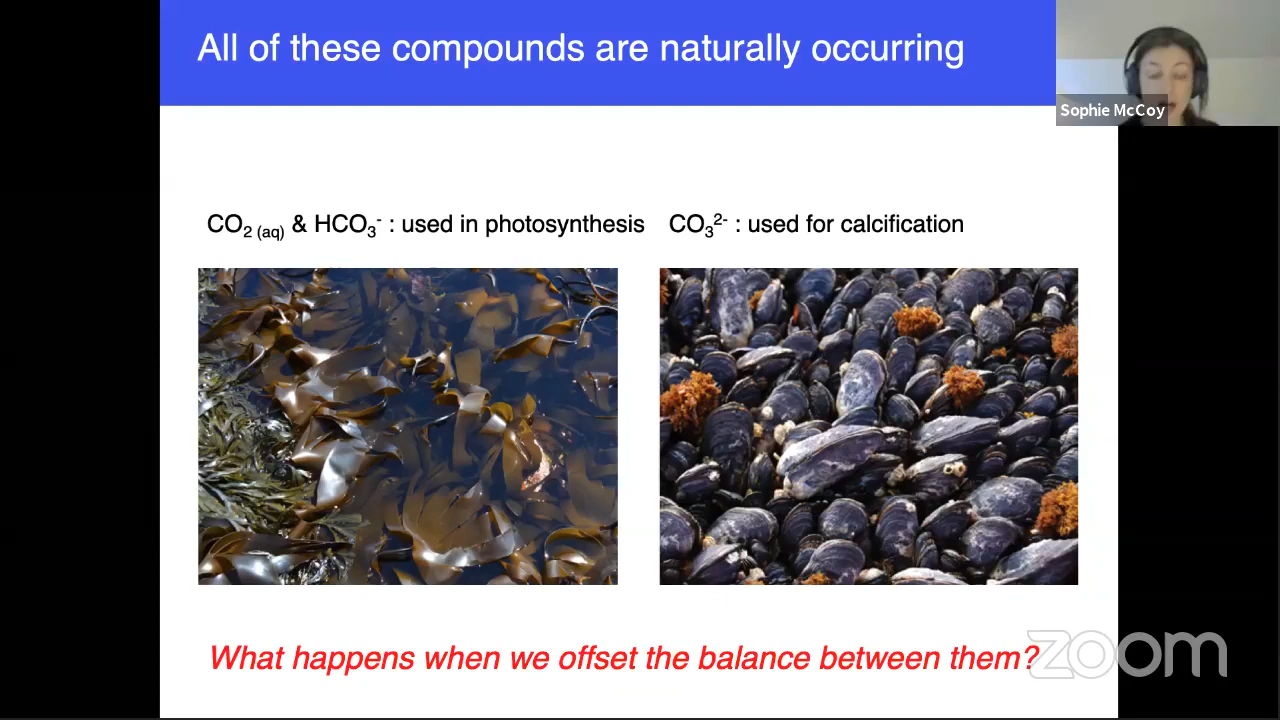 All of these compounds are naturally occurring
Sophie McCoy
CO₂ (aq) & HCO₃⁻ : used in photosynthesis
CO₃²⁻ : used for calcification
What happens when we offset the balance between them?
zoom